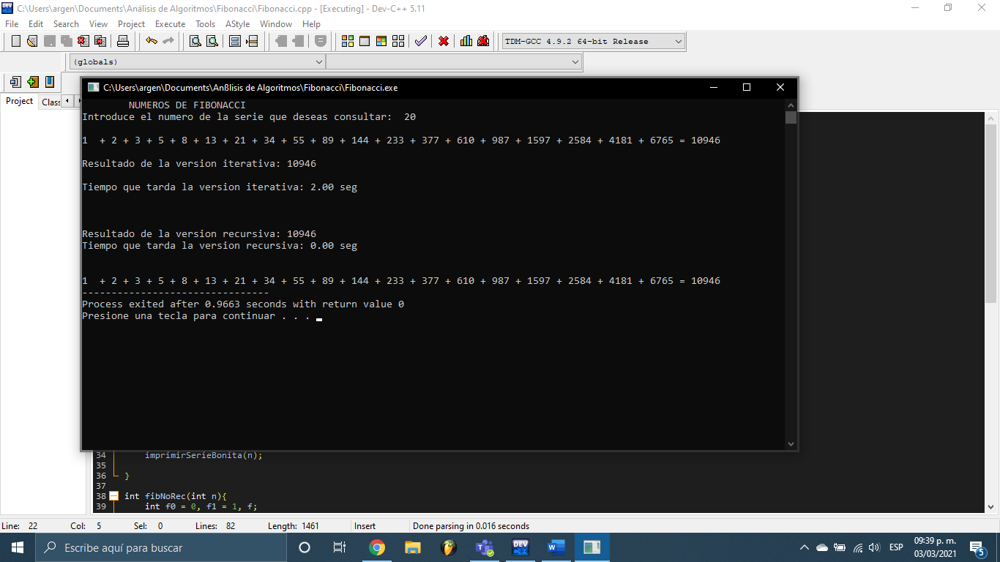 C:\Users\argen\Documents\Análisis de Algoritmos\Fibonacci\Fibonacci.cpp - [Executing] - Dev-C++ 5.11
File Edit Search View Project Execute Tools AStyle Window Help
TDM-GCC 4.9.2 64-bit Release
(globals)
Project Clas
C:\Users\argen\Documents\Anßlisis de Algoritmos\Fibonacci\Fibonacci.exe
NUMEROS DE FIBONACCI
Introduce el numero de la serie que deseas consultar: 20
1 + 2 + 3 + 5 + 8 + 13 + 21 + 34 + 55 + 89 + 144 + 233 + 377 + 610 + 987 + 1597 + 2584 + 4181 + 6765 = 10946
Resultado de la version iterativa: 10946
Tiempo que tarda la version iterativa: 2.00 seg
Resultado de la version recursiva: 10946
Tiempo que tarda la version recursiva: 0.00 seg
1 + 2 + 3 + 5 + 8 + 13 + 21 + 34 + 55 + 89 + 144 + 233 + 377 + 610 + 987 + 1597 + 2584 + 4181 + 6765 = 10946
--------------------------------
Process exited after 0.9663 seconds with return value 0
Presione una tecla para continuar . . .
34 imprimirSerieBonita(n);
35
36 }
37
38 int fibNoRec(int n){
39 int f0 = 0, f1 = 1, f;
Line: 22 Col: 5 Sel: 0 Lines: 82 Length: 1461 Insert Done parsing in 0.016 seconds
Escribe aquí para buscar
DEV
W
ESP
09:39 p. m.
03/03/2021
5